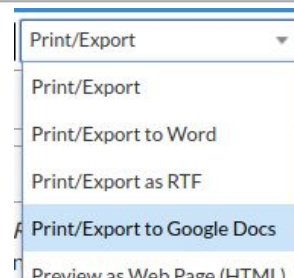 Print/Export
Print/Export
Print/Export to Word
Print/Export as RTF
Print/Export to Google Docs
Preview as Web Page (HTML)